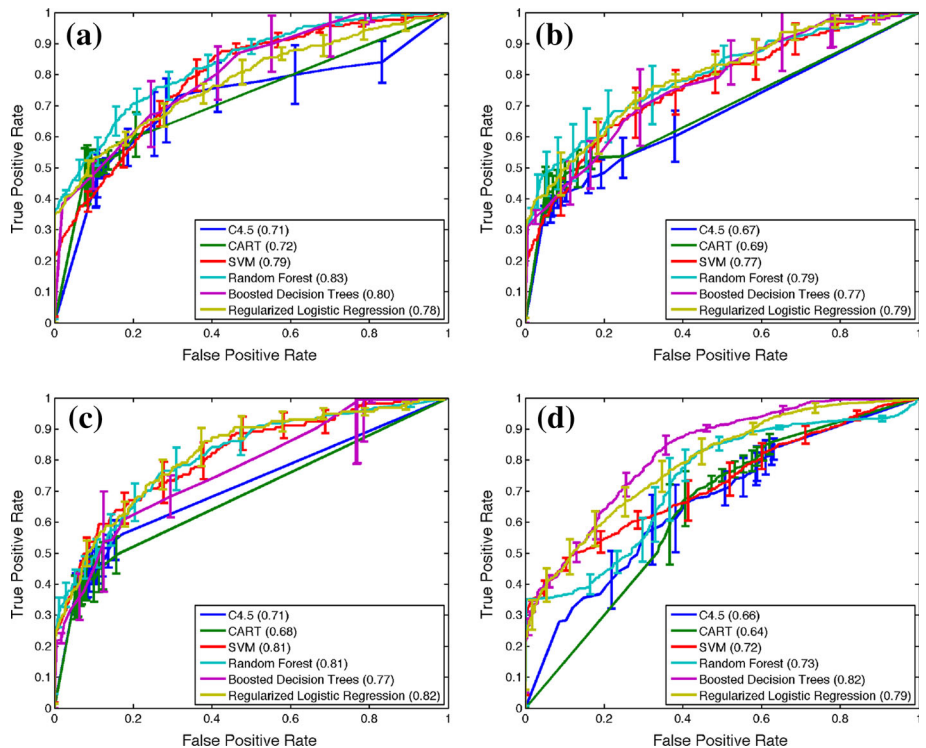 (a)
1
0.9
0.8
0.7
0.6
0.5
0.4
0.3
0.2
0.1
0
True Positive Rate
C4.5 (0.71)
CART (0.72)
SVM (0.79)
Random Forest (0.83)
Boosted Decision Trees (0.80)
Regularized Logistic Regression (0.78)
0 0.2 0.4 0.6 0.8 1
False Positive Rate
(b)
1
0.9
0.8
0.7
0.6
0.5
0.4
0.3
0.2
0.1
0
True Positive Rate
C4.5 (0.67)
CART (0.69)
SVM (0.77)
Random Forest (0.79)
Boosted Decision Trees (0.77)
Regularized Logistic Regression (0.79)
0 0.2 0.4 0.6 0.8 1
False Positive Rate
(c)
1
0.9
0.8
0.7
0.6
0.5
0.4
0.3
0.2
0.1
0
True Positive Rate
C4.5 (0.71)
CART (0.68)
SVM (0.81)
Random Forest (0.81)
Boosted Decision Trees (0.77)
Regularized Logistic Regression (0.82)
0 0.2 0.4 0.6 0.8 1
False Positive Rate
(d)
1
0.9
0.8
0.7
0.6
0.5
0.4
0.3
0.2
0.1
0
True Positive Rate
C4.5 (0.66)
CART (0.64)
SVM (0.72)
Random Forest (0.73)
Boosted Decision Trees (0.82)
Regularized Logistic Regression (0.79)
0 0.2 0.4 0.6 0.8 1
False Positive Rate